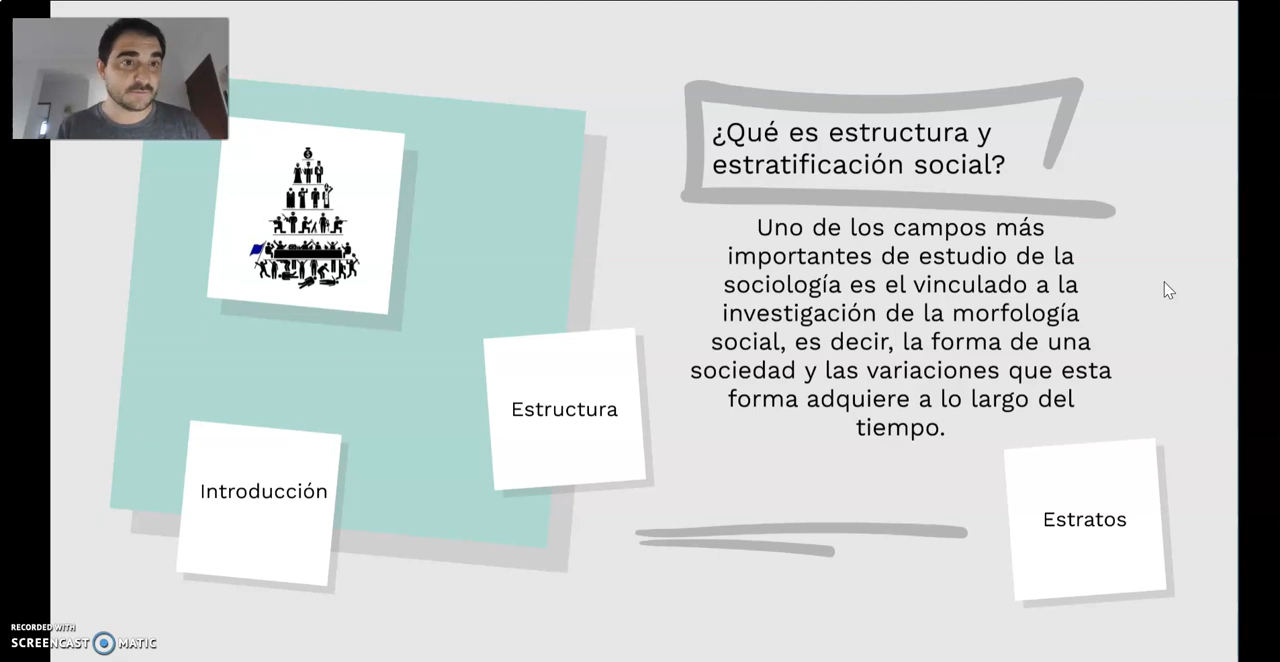 ¿Qué es estructura y
estratificación social?
Uno de los campos más
importantes de estudio de la
sociología es el vinculado a la
investigación de la morfología
social, es decir, la forma de una
sociedad y las variaciones que esta
forma adquiere a lo largo del
tiempo.
Estructura
Introducción
Estratos
RECORDED WITH
SCREENCAST MATIC